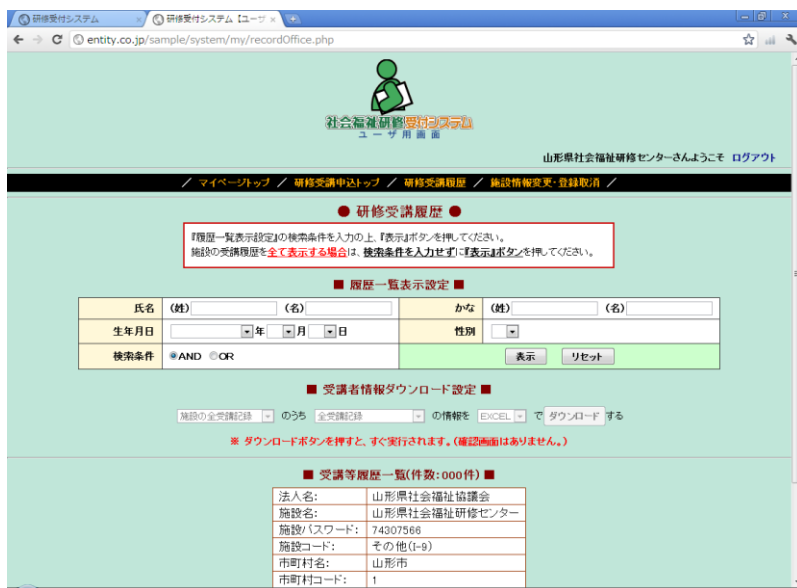 研修受付システム
研修受付システム【ユーザ
entity.co.jp/sample/system/my/recordOffice.php
社会福祉研修受付システム
ユーザ用画面
山形県社会福祉研修センターさんようこそ ログアウト
／ マイページトップ ／ 研修受講申込トップ ／ 研修受講履歴 ／ 施設情報変更・登録取消 ／
● 研修受講履歴 ●
『履歴一覧表示設定』の検索条件を入力の上、『表示』ボタンを押してください。
施設の受講履歴を全て表示する場合は、検索条件を入力せずに『表示』ボタンを押してください。
■ 履歴一覧表示設定 ■
氏名 (姓) (名) かな (姓) (名)
生年月日 年 月 日 性別
検索条件 AND OR 表示 リセット
■ 受講者情報ダウンロード設定 ■
施設の全受講記録 のうち 全受講記録 の情報を EXCEL で ダウンロード する
※ ダウンロードボタンを押すと、すぐ実行されます。(確認画面はありません。)
■ 受講等履歴一覧(件数:000件) ■
法人名: 山形県社会福祉協議会
施設名: 山形県社会福祉研修センター
施設パスワード: 74307566
施設コード: その他(I-9)
市町村名: 山形市
市町村コード: 1